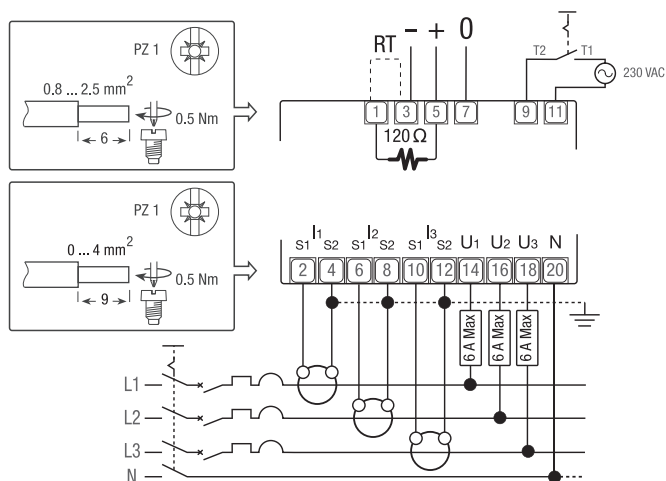 PZ 1
0.8 ... 2.5 mm²
6
0.5 Nm
PZ 1
0 ... 4 mm²
9
0.5 Nm
RT - + 0
T2 T1
230 VAC
1 3 5 7 9 11
120 Ω
I1 I2 I3
S1 S2 S1 S2 S1 S2 U1 U2 U3 N
2 4 6 8 10 12 14 16 18 20
6 A Max 6 A Max 6 A Max
L1
L2
L3
N